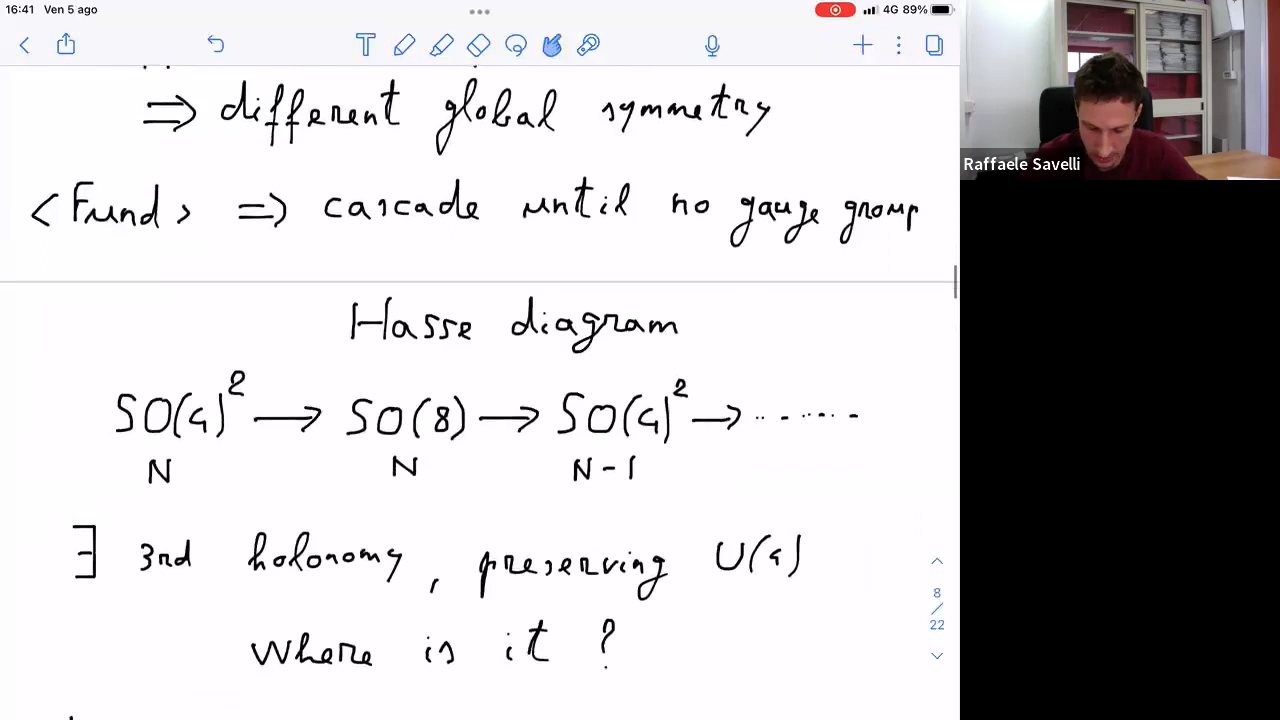 16:41 Ven 5 ago
4G 89%
⇒ different global symmetry
< Fund > ⇒ cascade until no gauge group
Hasse diagram
SO(4)² → SO(8) → SO(4)² → ......
N N N-1
∃ 3rd holonomy, preserving U(4)
Where is it ?
8
/
22
Raffaele Savelli